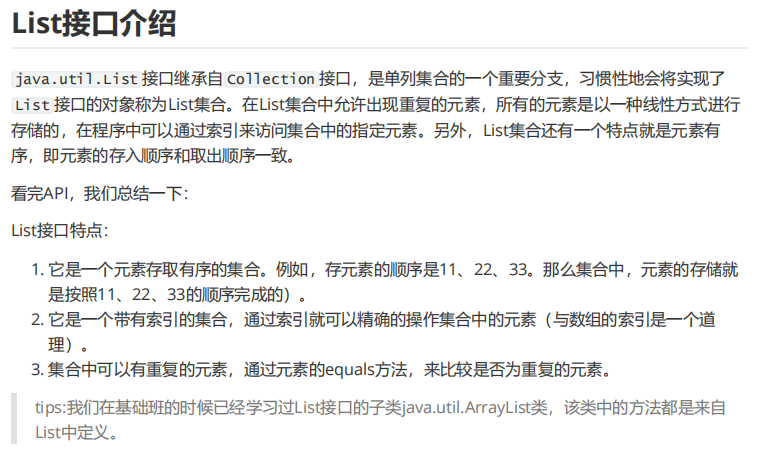 List接口介绍
java.util.List接口继承自Collection接口，是单列集合的一个重要分支，习惯性地会将实现了
List接口的对象称为List集合。在List集合中允许出现重复的元素，所有的元素是以一种线性方式进行
存储的，在程序中可以通过索引来访问集合中的指定元素。另外，List集合还有一个特点就是元素有
序，即元素的存入顺序和取出顺序一致。
看完API，我们总结一下：
List接口特点：
1. 它是一个元素存取有序的集合。例如，存元素的顺序是11、22、33。那么集合中，元素的存储就
是按照11、22、33的顺序完成的）。
2. 它是一个带有索引的集合，通过索引就可以精确的操作集合中的元素（与数组的索引是一个道
理）。
3. 集合中可以有重复的元素，通过元素的equals方法，来比较是否为重复的元素。
tips:我们在基础班的时候已经学习过List接口的子类java.util.ArrayList类，该类中的方法都是来自
List中定义。